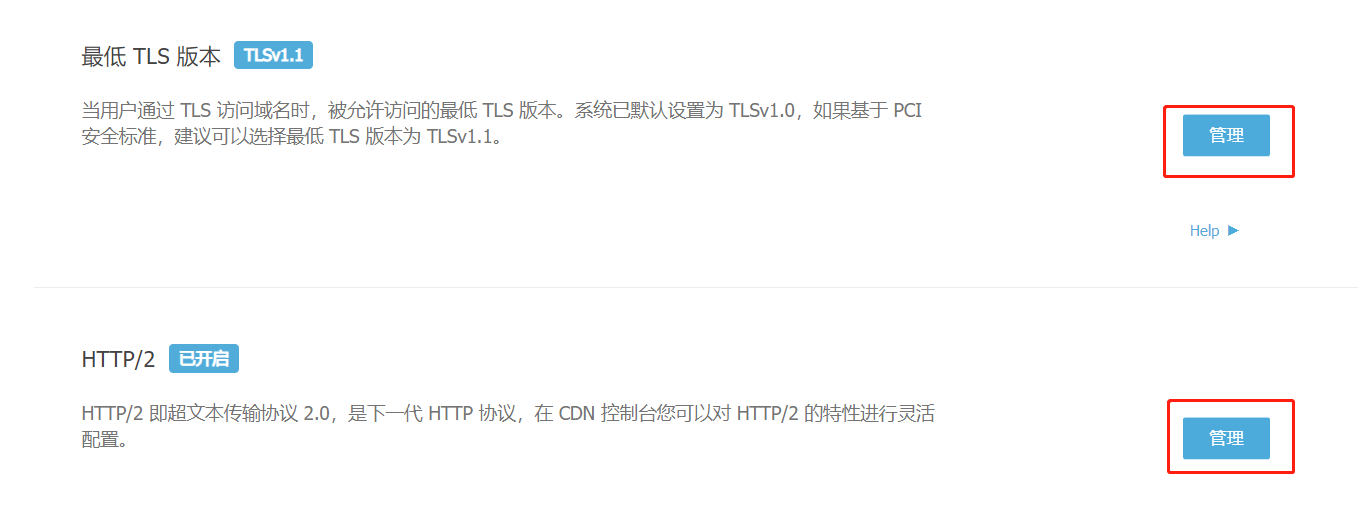 最低 TLS 版本 TLSv1.1
当用户通过 TLS 访问域名时，被允许访问的最低 TLS 版本。系统已默认设置为 TLSv1.0，如果基于 PCI
安全标准，建议可以选择最低 TLS 版本为 TLSv1.1。
管理
Help
HTTP/2 已开启
HTTP/2 即超文本传输协议 2.0，是下一代 HTTP 协议，在 CDN 控制台您可以对 HTTP/2 的特性进行灵活
配置。
管理